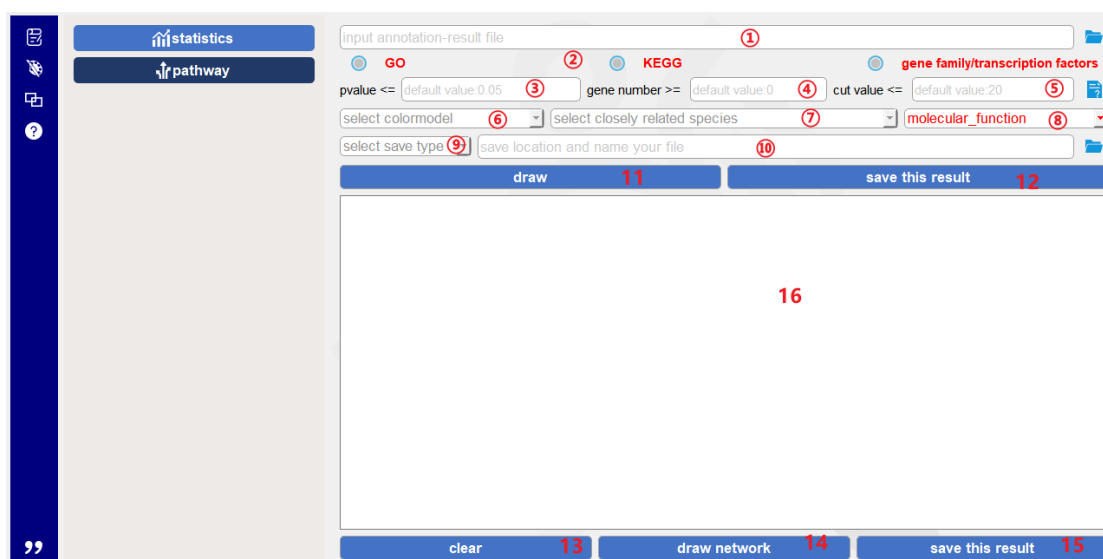 statistics
pathway
input annotation-result file ①
GO ② KEGG gene family/transcription factors
pvalue <= default value:0.05 ③ gene number >= default value:0 ④ cut value <= default value:20 ⑤
select colormodel ⑥ select closely related species ⑦ molecular_function ⑧
select save type ⑨ save location and name your file ⑩
draw 11 save this result 12
16
clear 13 draw network 14 save this result 15